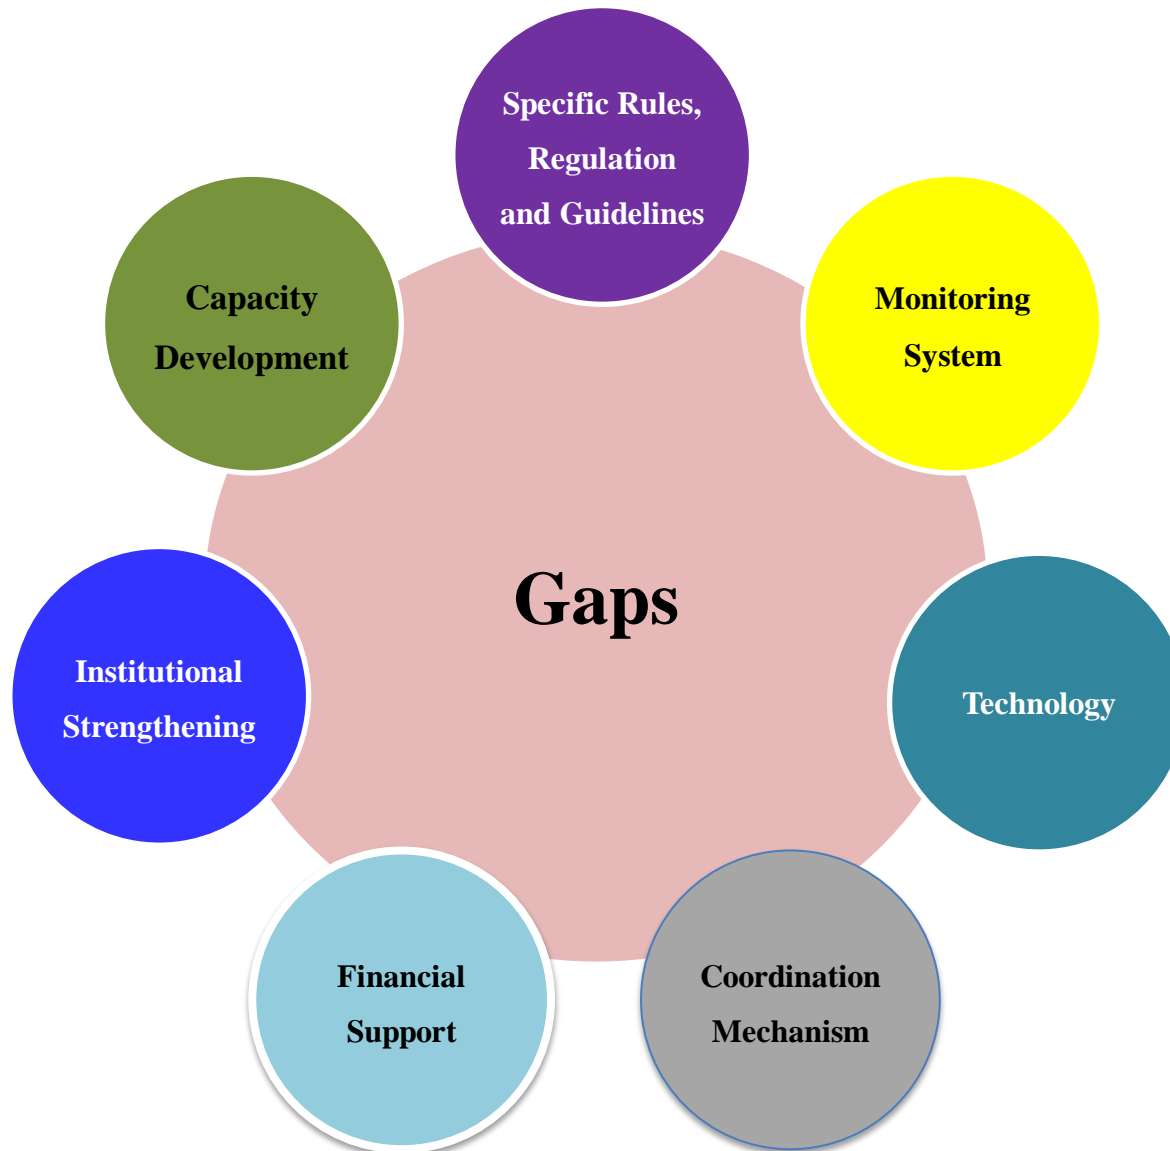 Specific Rules,
Regulation
and Guidelines
Capacity
Development
Monitoring
System
Gaps
Institutional
Strengthening
Technology
Financial
Support
Coordination
Mechanism